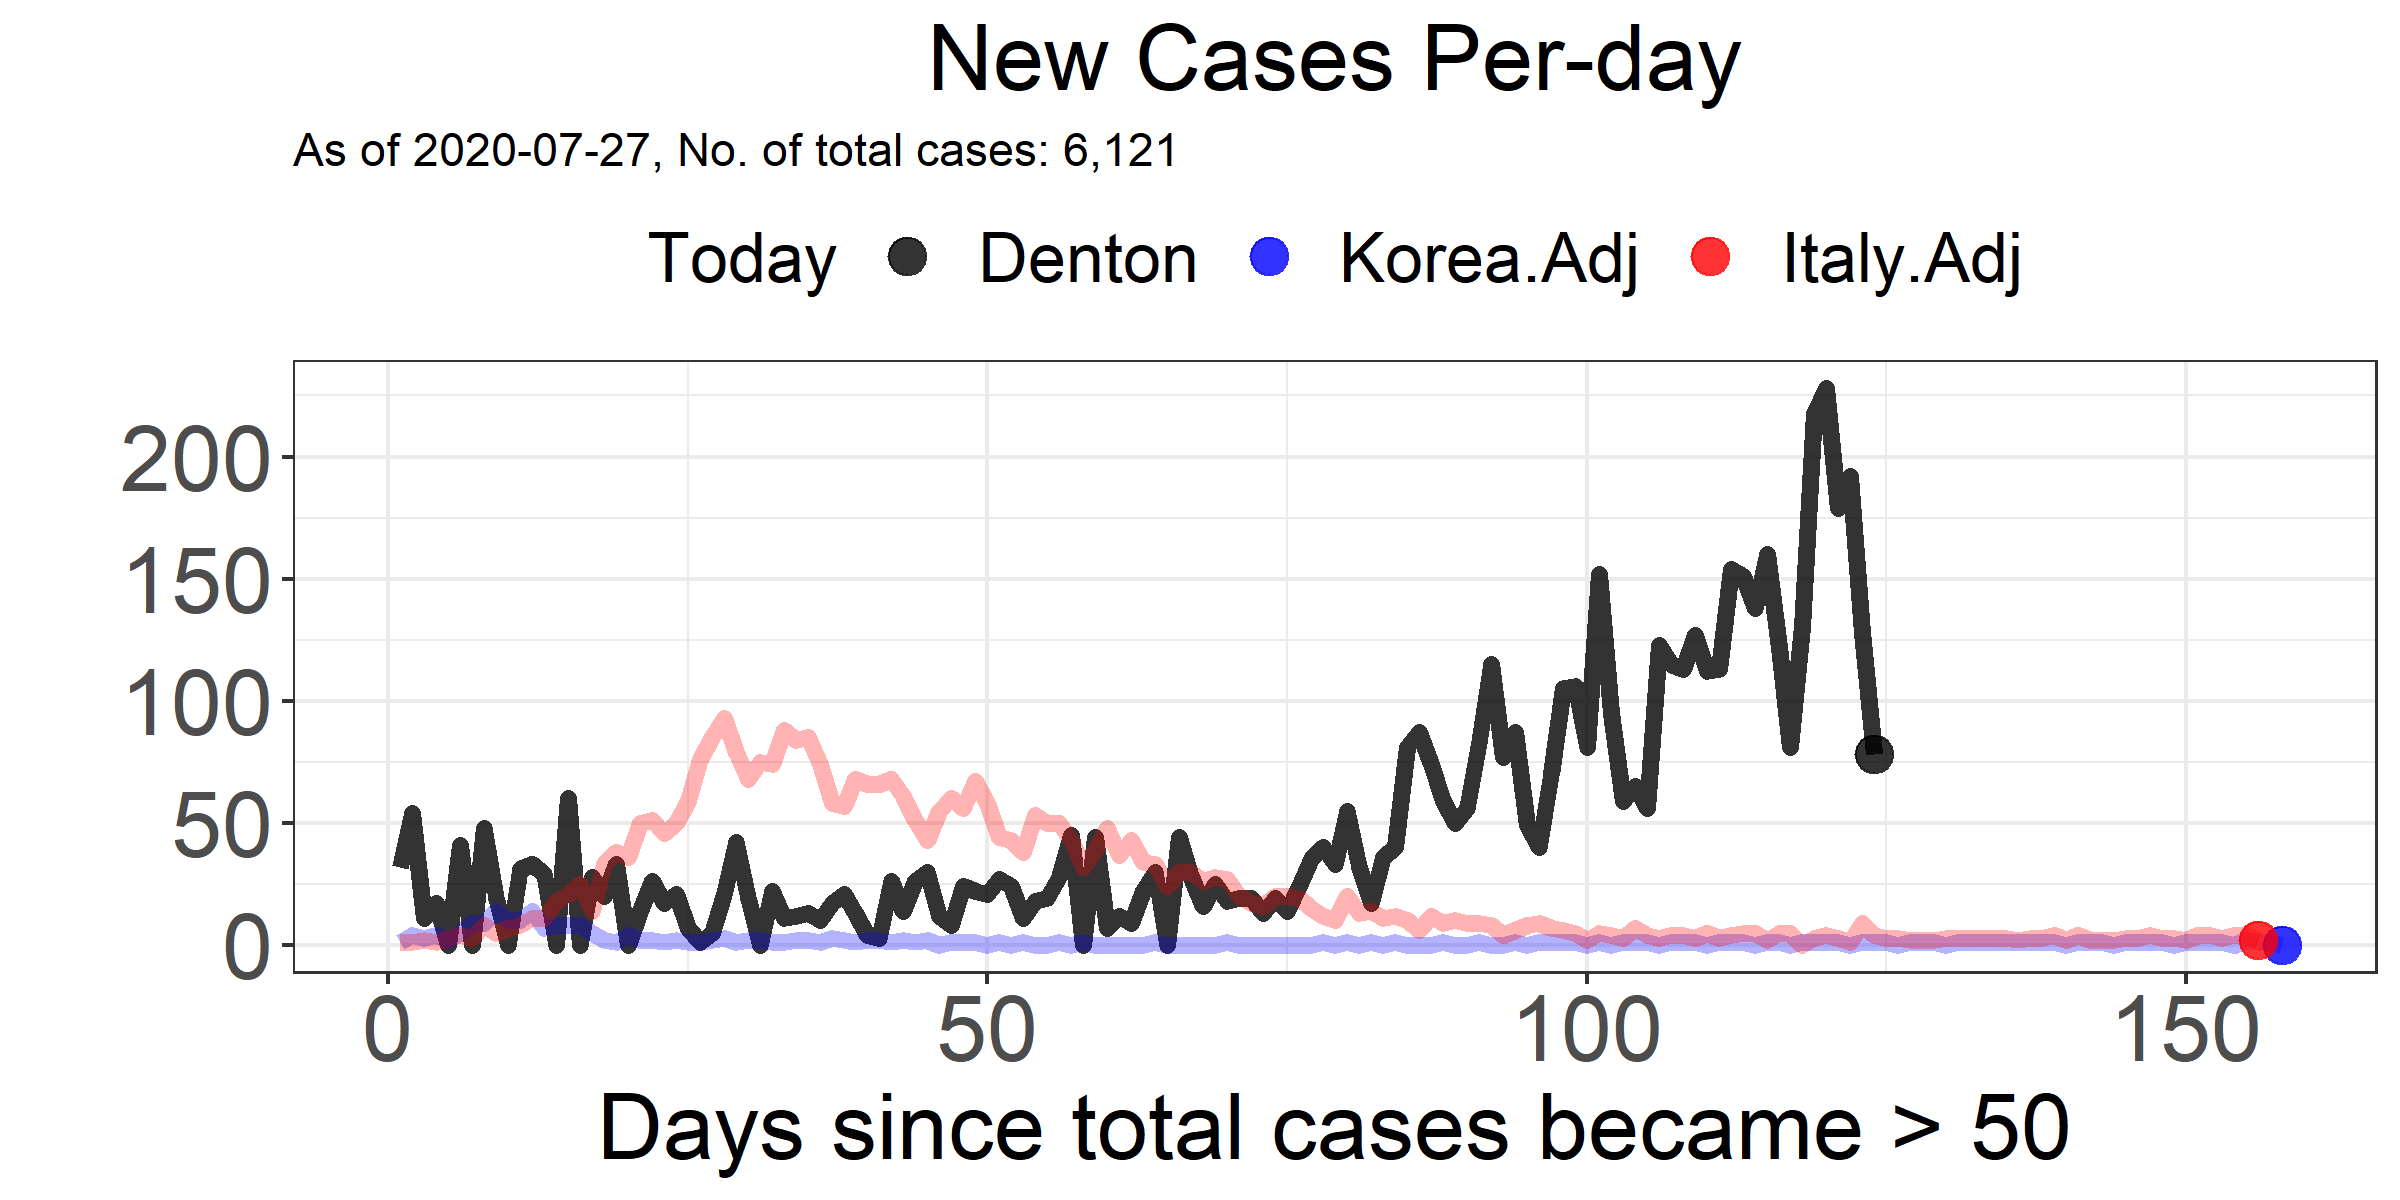 New Cases Per-day
As of 2020-07-27, No. of total cases: 6,121
Today Denton Korea.Adj Italy.Adj
200
150
100
50
0
0 50 100 150
Days since total cases became > 50